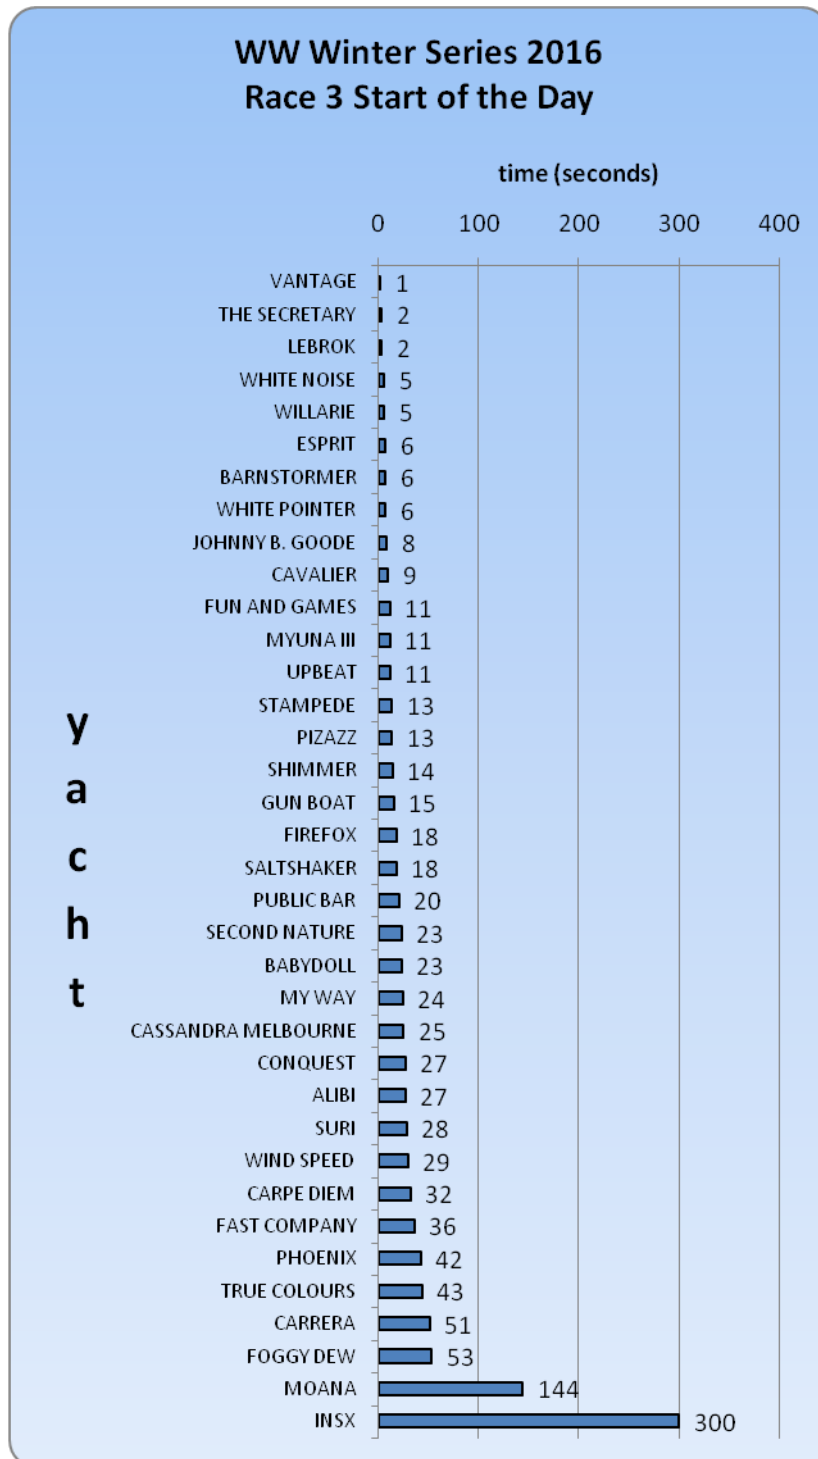 WW Winter Series 2016
Race 3 Start of the Day
time (seconds)
0 100 200 300 400
VANTAGE 1
THE SECRETARY 2
LEBROK 2
WHITE NOISE 5
WILLARIE 5
ESPRIT 6
BARNSTORMER 6
WHITE POINTER 6
JOHNNY B. GOODE 8
CAVALIER 9
FUN AND GAMES 11
MYUNA III 11
UPBEAT 11
STAMPEDE 13
PIZAZZ 13
SHIMMER 14
GUN BOAT 15
FIREFOX 18
SALTSHAKER 18
PUBLIC BAR 20
SECOND NATURE 23
BABYDOLL 23
MY WAY 24
CASSANDRA MELBOURNE 25
CONQUEST 27
ALIBI 27
SURI 28
WIND SPEED 29
CARPE DIEM 32
FAST COMPANY 36
PHOENIX 42
TRUE COLOURS 43
CARRERA 51
FOGGY DEW 53
MOANA 144
INSX 300
yacht